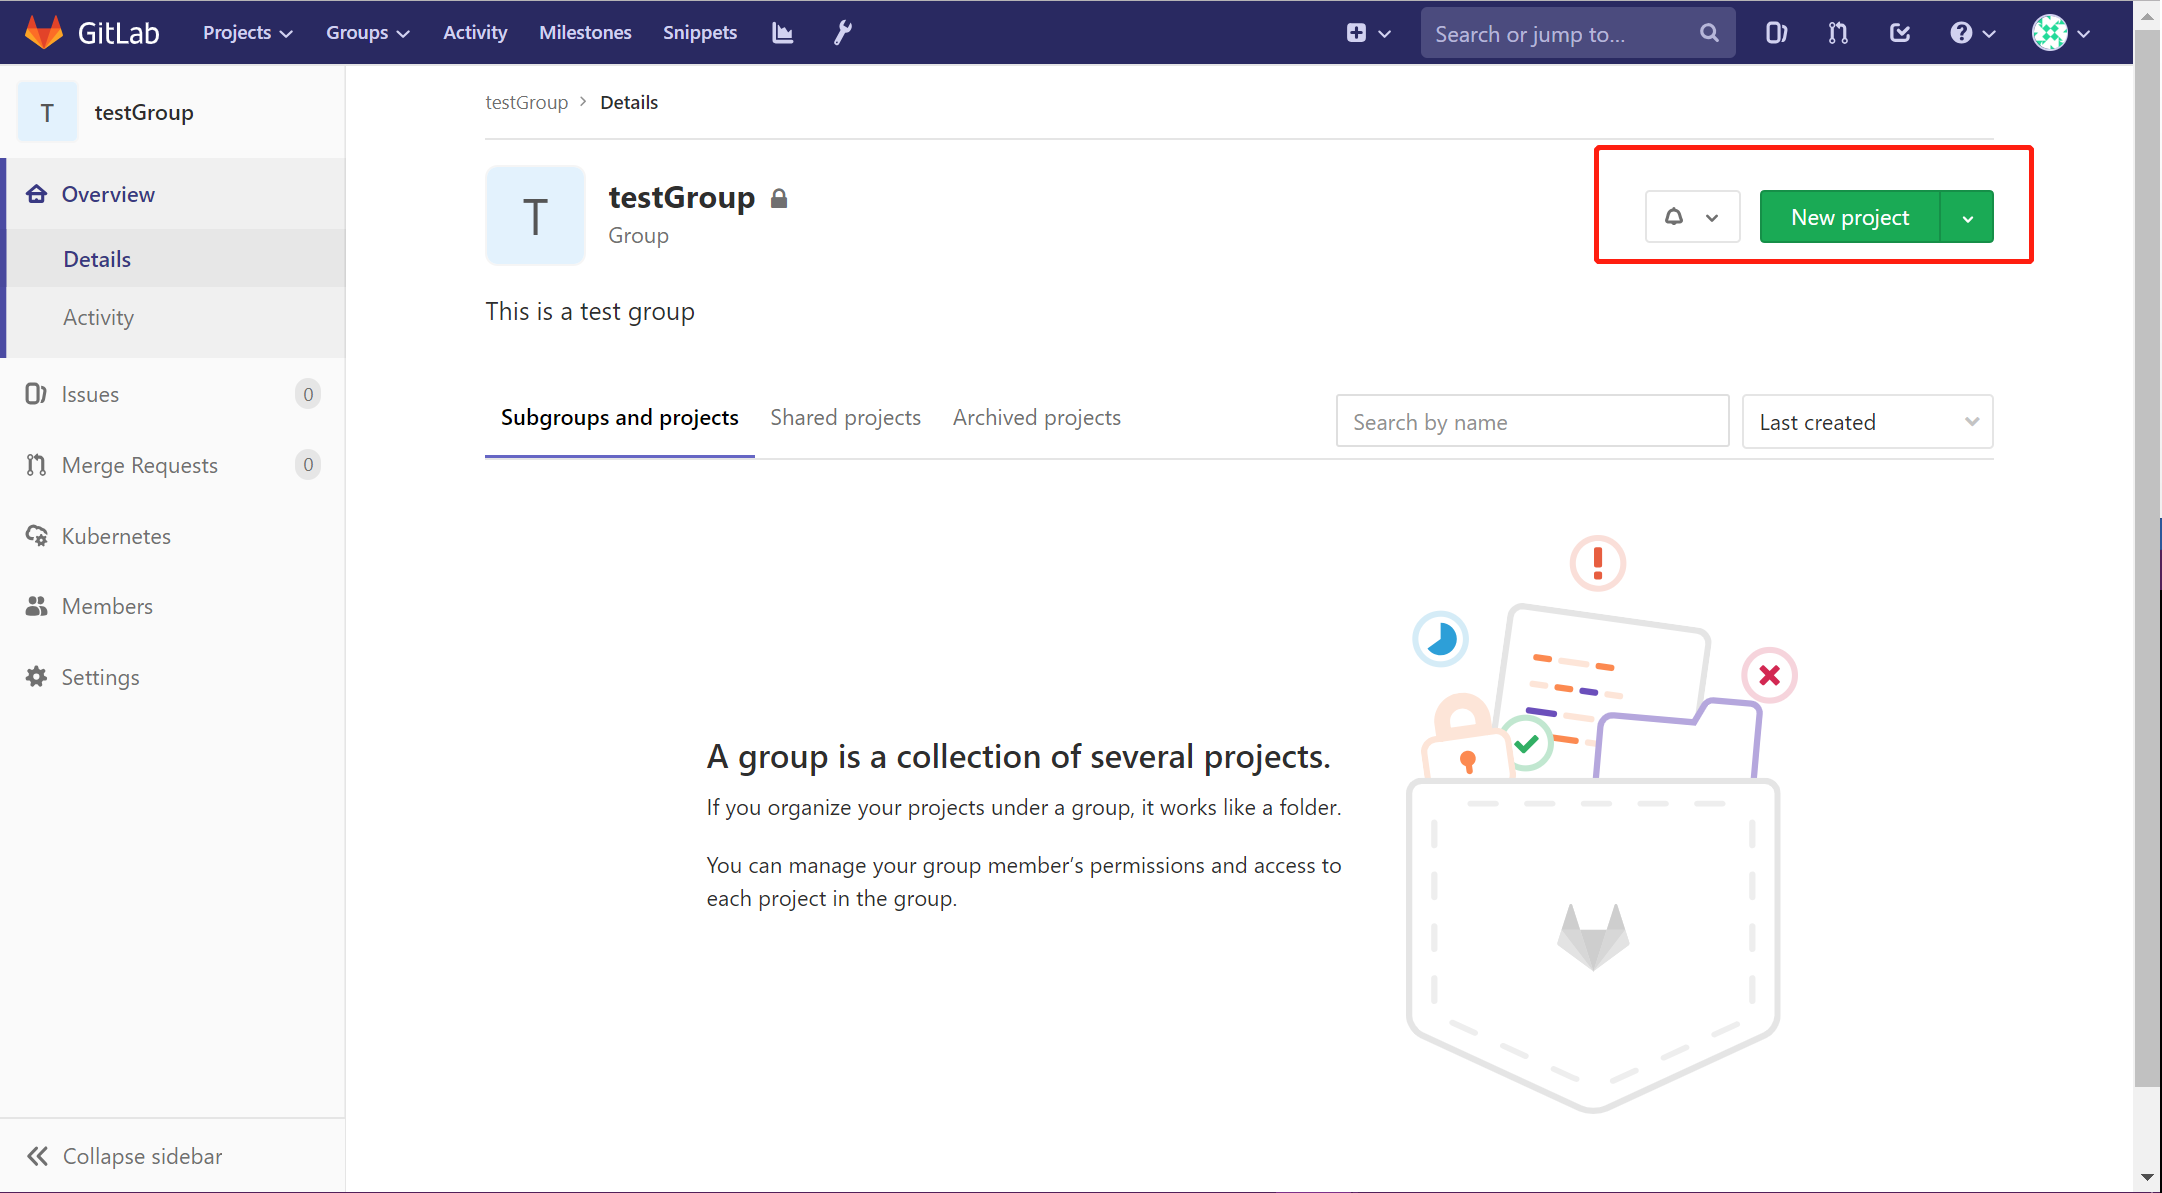 GitLab Projects Groups Activity Milestones Snippets Search or jump to...
T testGroup
Overview
Details
Activity
Issues 0
Merge Requests 0
Kubernetes
Members
Settings
Collapse sidebar
testGroup > Details
T
testGroup
Group
New project
This is a test group
Subgroups and projects Shared projects Archived projects Search by name Last created
A group is a collection of several projects.
If you organize your projects under a group, it works like a folder.
You can manage your group member’s permissions and access to
each project in the group.